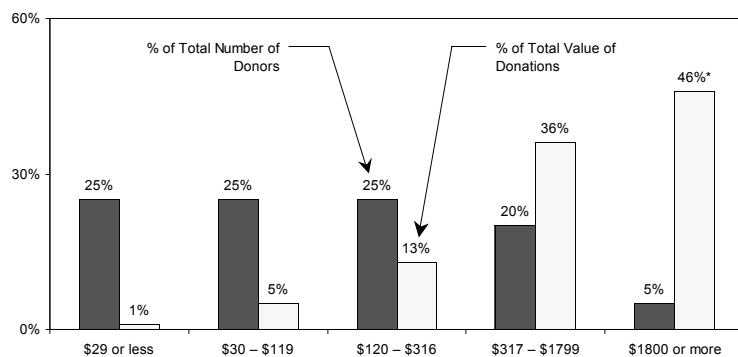 60%
% of Total Number of
Donors
% of Total Value of
Donations
46%*
36%
30%
25%
25%
25%
20%
13%
5%
5%
1%
0%
$29 or less
$30 – $119
$120 – $316
$317 – $1799
$1800 or more